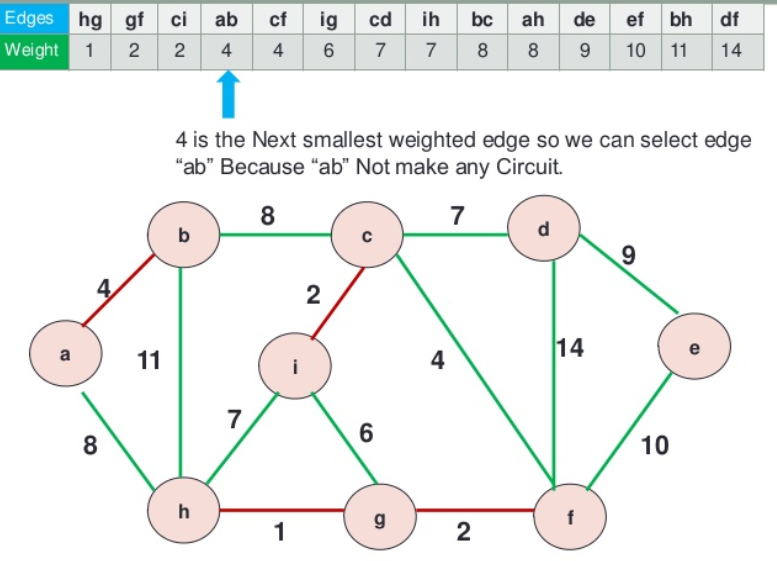 Edges hg gf ci ab cf ig cd ih bc ah de ef bh df
Weight 1 2 2 4 4 6 7 7 8 8 9 10 11 14
4 is the Next smallest weighted edge so we can select edge
“ab” Because “ab” Not make any Circuit.
8 7
b c d
9
4 2
a 11 i 4 14 e
7 6
8 10
h g f
1 2